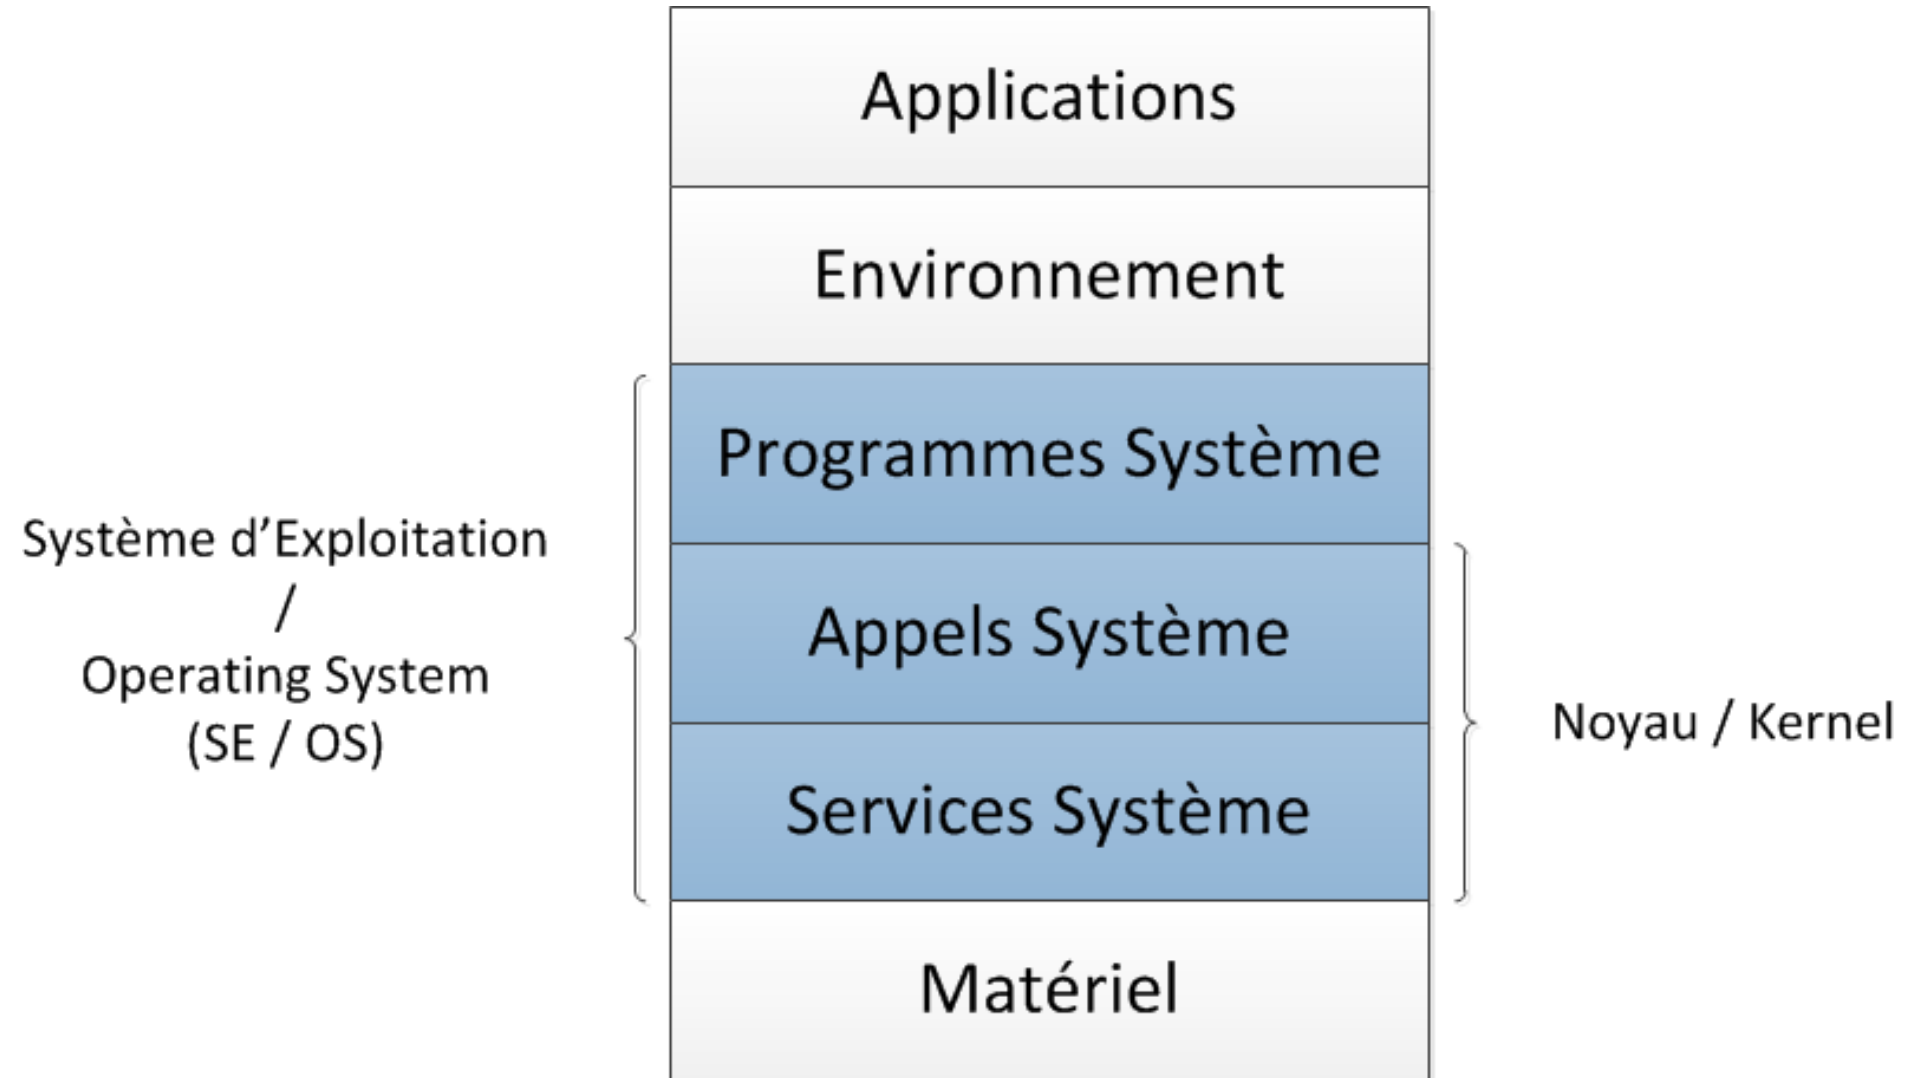 Applications
Environnement
Programmes Système
Appels Système
Services Système
Matériel
Système d’Exploitation
/
Operating System
(SE / OS)
Noyau / Kernel